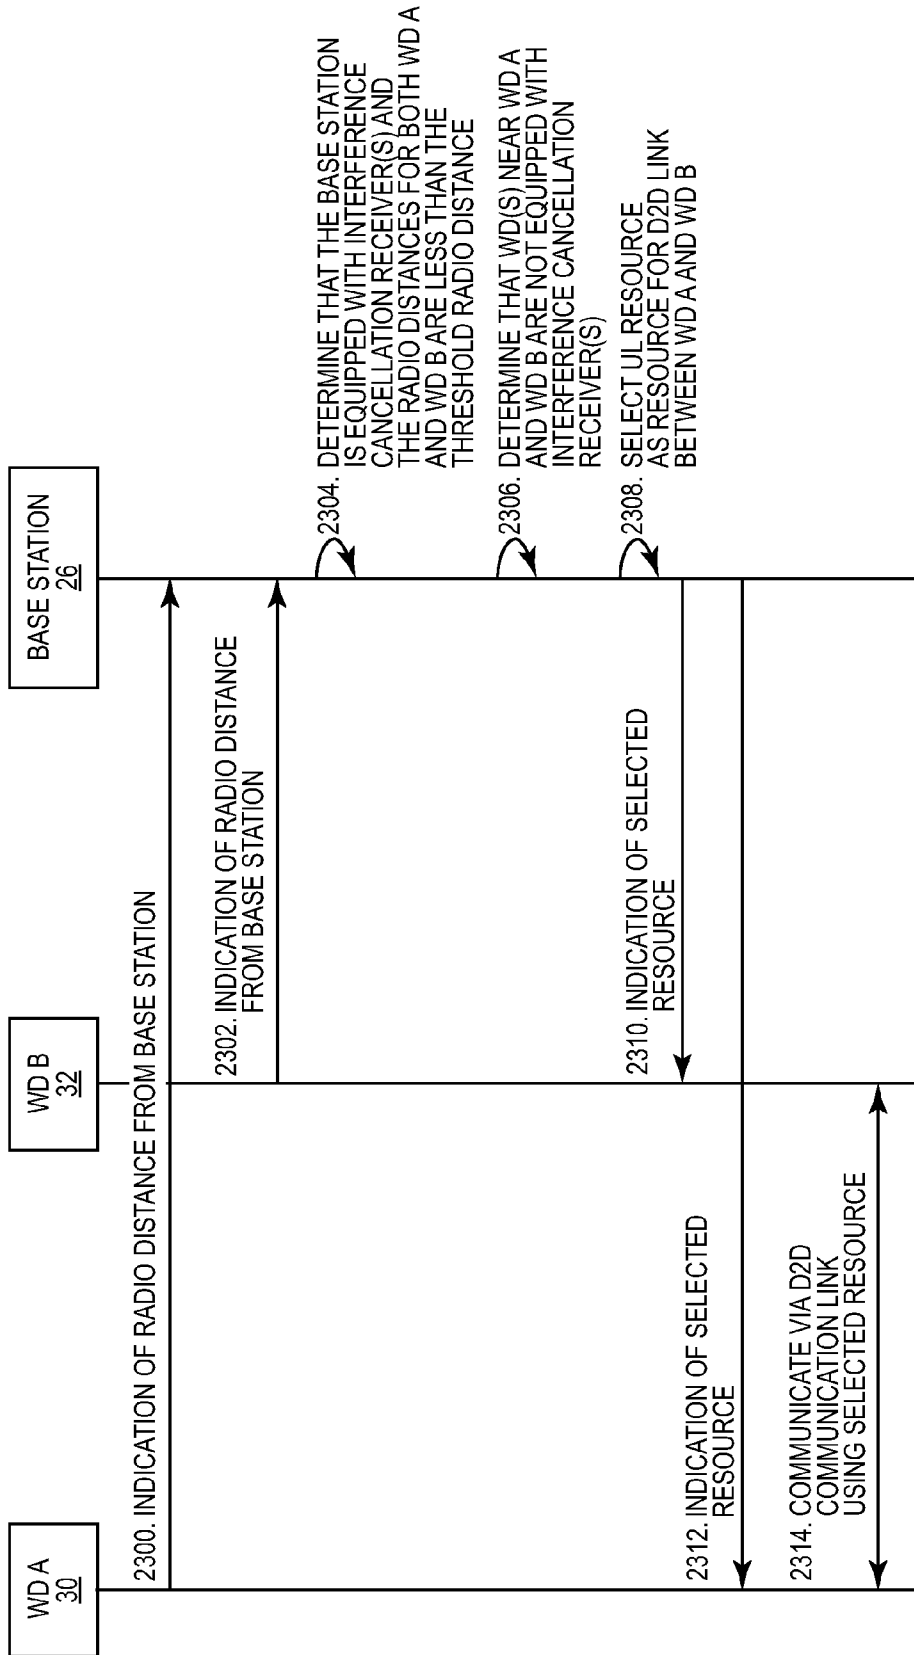 WD A
30
WD B
32
BASE STATION
26
2300. INDICATION OF RADIO DISTANCE FROM BASE STATION
2302. INDICATION OF RADIO DISTANCE
FROM BASE STATION
2304. DETERMINE THAT THE BASE STATION
IS EQUIPPED WITH INTERFERENCE
CANCELLATION RECEIVER(S) AND
THE RADIO DISTANCES FOR BOTH WD A
AND WD B ARE LESS THAN THE
THRESHOLD RADIO DISTANCE
2306. DETERMINE THAT WD(S) NEAR WD A
AND WD B ARE NOT EQUIPPED WITH
INTERFERENCE CANCELLATION
RECEIVER(S)
2308. SELECT UL RESOURCE
AS RESOURCE FOR D2D LINK
BETWEEN WD A AND WD B
2310. INDICATION OF SELECTED
RESOURCE
2312. INDICATION OF SELECTED
RESOURCE
2314. COMMUNICATE VIA D2D
COMMUNICATION LINK
USING SELECTED RESOURCE